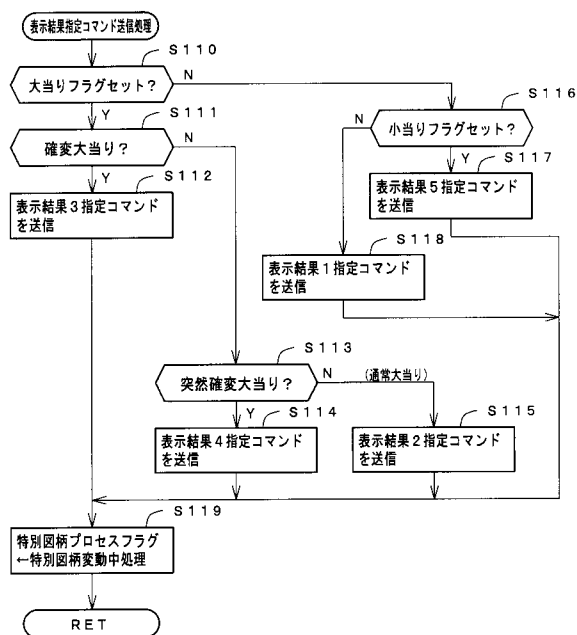 表示結果指定コマンド送信処理
S110
大当りフラグセット？
N
Y
S111
確変大当り？
N
Y
S112
表示結果3指定コマンド
を送信
S116
小当りフラグセット？
N
Y
S117
表示結果5指定コマンド
を送信
S118
表示結果1指定コマンド
を送信
S113
突然確変大当り？
N
(通常大当り)
Y
S114
表示結果4指定コマンド
を送信
S115
表示結果2指定コマンド
を送信
S119
特別図柄プロセスフラグ
←特別図柄変動中処理
RET